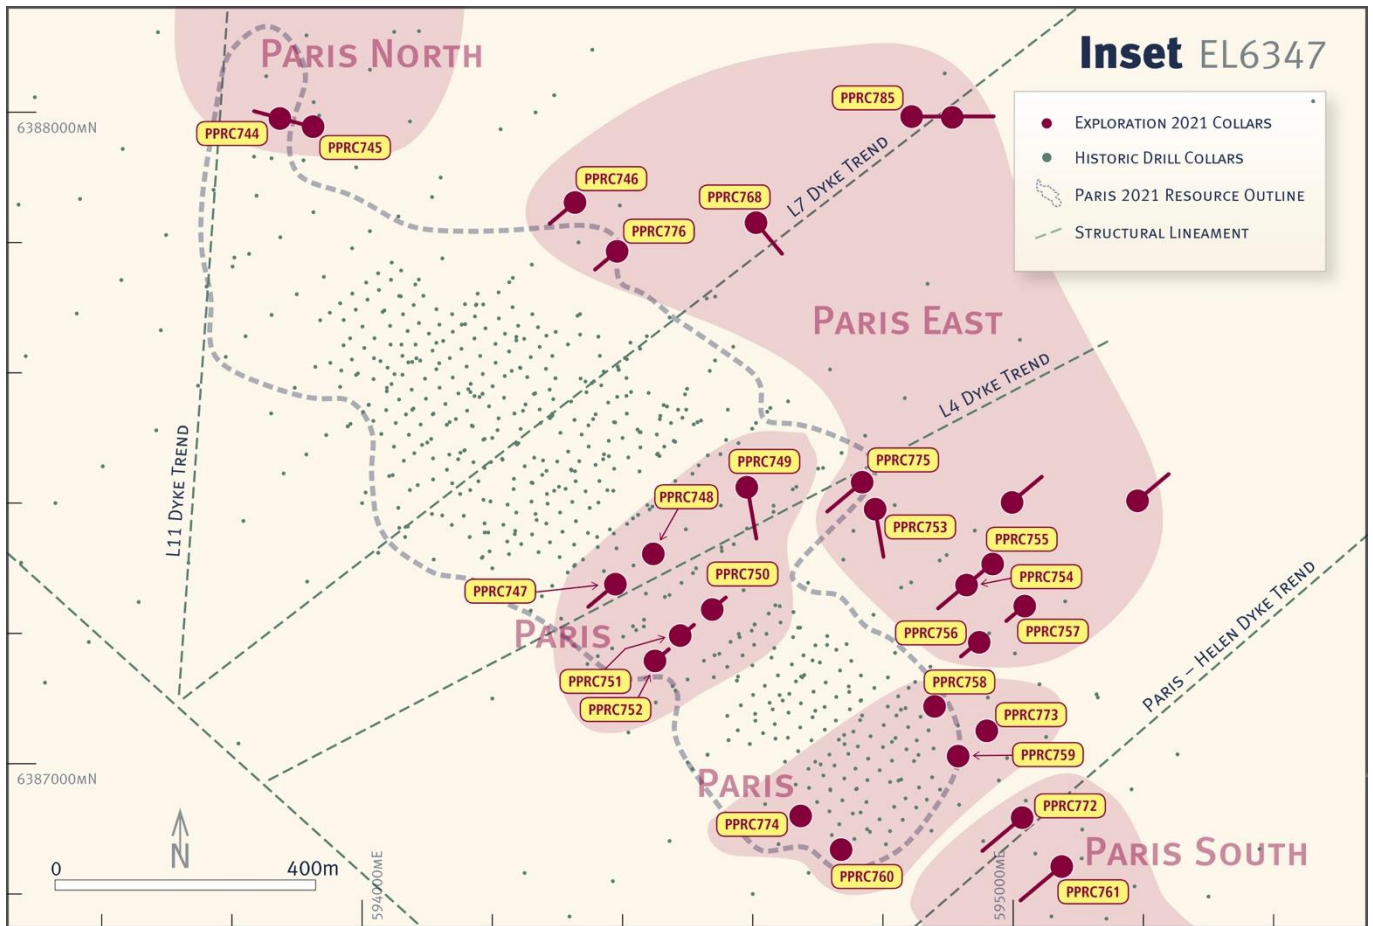 PARIS NORTH
Inset EL6347
EXPLORATION 2021 COLLARS
HISTORIC DRILL COLLARS
PARIS 2021 RESOURCE OUTLINE
STRUCTURAL LINEAMENT
6388000MN
PPRC744
PPRC745
PPRC785
PPRC746
PPRC768
PPRC776
L7 DYKE TREND
PARIS EAST
L4 DYKE TREND
L11 DYKE TREND
PPRC749
PPRC775
PPRC748
PPRC753
PPRC755
PPRC750
PPRC754
PPRC747
PARIS
PPRC756
PPRC757
PARIS – HELEN DYKE TREND
PPRC751
PPRC758
PPRC752
PPRC773
PPRC759
6387000MN
PARIS
PPRC772
PPRC774
PARIS SOUTH
PPRC760
PPRC761
N
0 400m
594000ME
595000ME